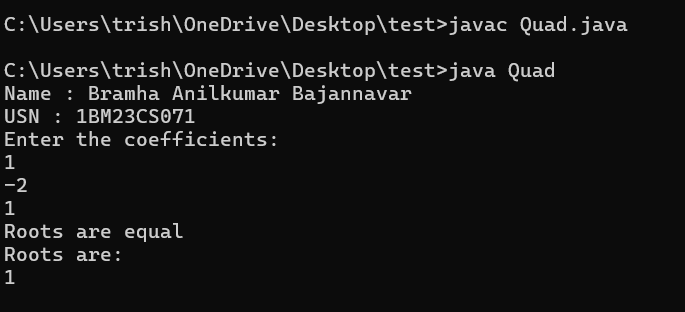 C:\Users\trish\OneDrive\Desktop\test>javac Quad.java
C:\Users\trish\OneDrive\Desktop\test>java Quad
Name : Bramha Anilkumar Bajannavar
USN : 1BM23CS071
Enter the coefficients:
1
-2
1
Roots are equal
Roots are:
1